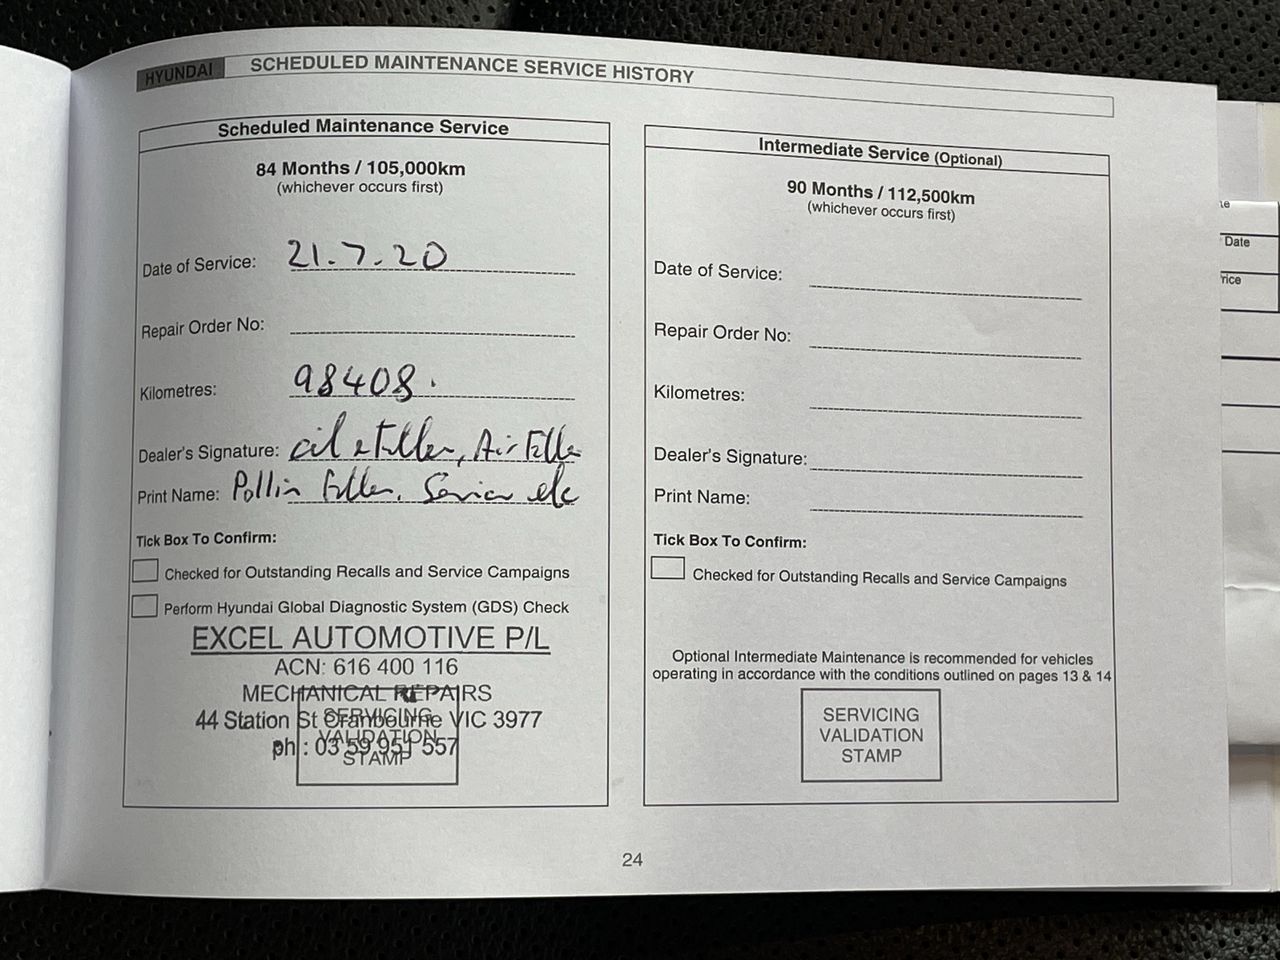 HYUNDAI SCHEDULED MAINTENANCE SERVICE HISTORY
Scheduled Maintenance Service
84 Months / 105,000km
(whichever occurs first)
Date of Service: 21.7.20
Repair Order No:
Kilometres: 98408.
Dealer's Signature: oil & Filter, Air Filter
Print Name: Pollin Filter, Service etc
Tick Box To Confirm:
Checked for Outstanding Recalls and Service Campaigns
Perform Hyundai Global Diagnostic System (GDS) Check
EXCEL AUTOMOTIVE P/L
ACN: 616 400 116
MECHANICAL REPAIRS
44 Station St Cranbourne VIC 3977
ph : 03 59 951 557
SERVICING
VALIDATION
STAMP
Intermediate Service (Optional)
90 Months / 112,500km
(whichever occurs first)
Date of Service:
Repair Order No:
Kilometres:
Dealer's Signature:
Print Name:
Tick Box To Confirm:
Checked for Outstanding Recalls and Service Campaigns
Optional Intermediate Maintenance is recommended for vehicles
operating in accordance with the conditions outlined on pages 13 & 14
SERVICING
VALIDATION
STAMP
24
Date